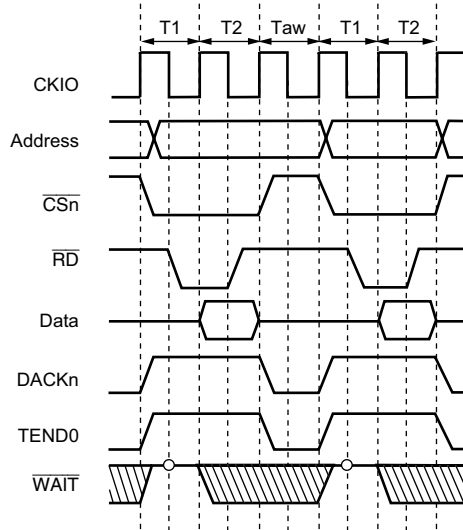 T1 T2 Taw T1 T2
CKIO
Address
CSn
RD
Data
DACKn
TEND0
WAIT